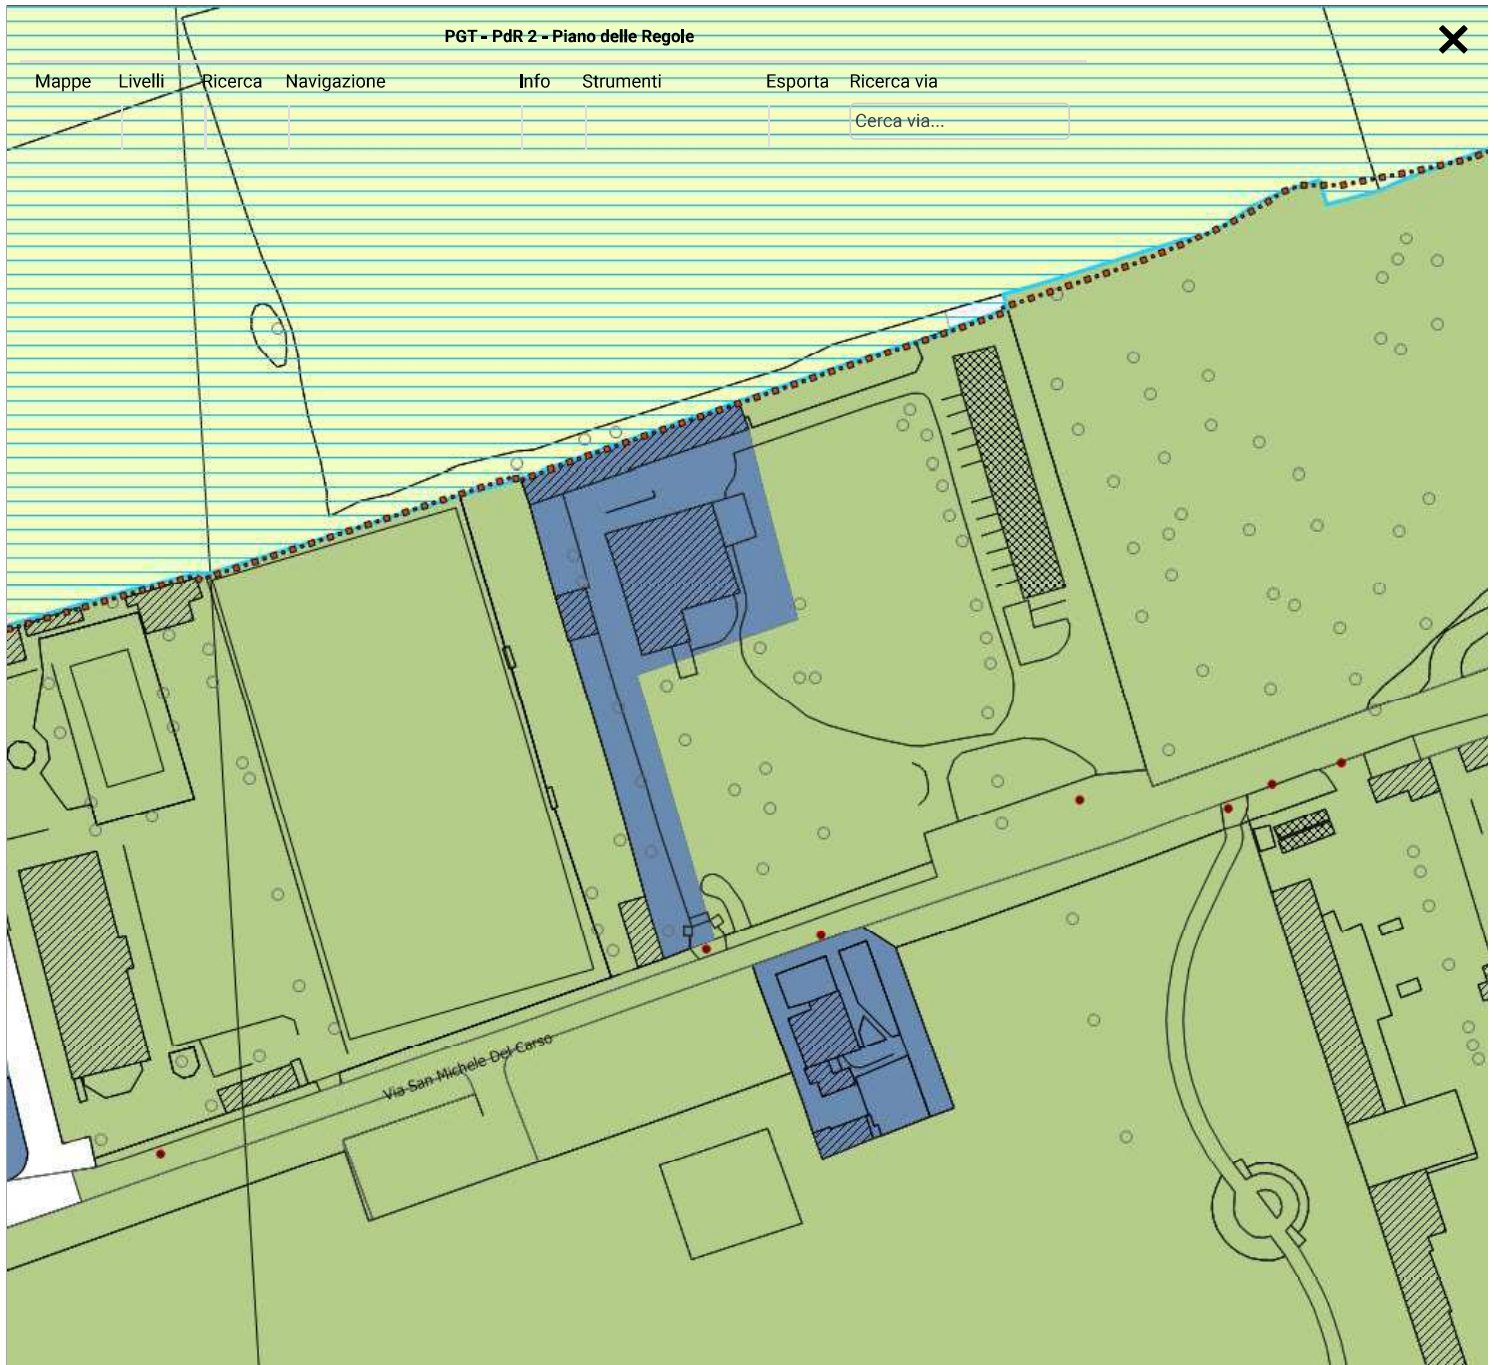 PGT - PdR 2 - Piano delle Regole
Mappe Livelli Ricerca Navigazione Info Strumenti Esporta Ricerca via
Cerca via...
Via San Michele Del Carso